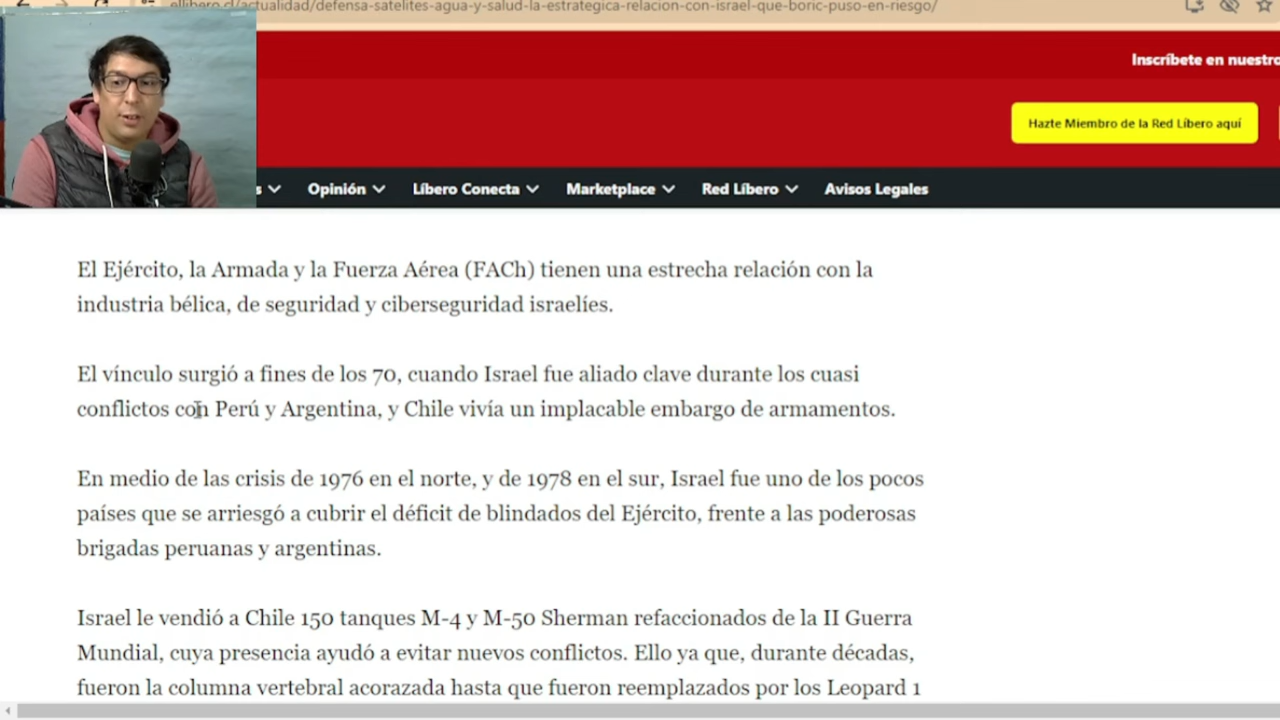 ellibero.cl/actualidad/defensa-satelites-agua-y-salud-la-estrategica-relacion-con-israel-que-boric-puso-en-riesgo/
Inscríbete en nuestro
Hazte Miembro de la Red Líbero aquí
s Opinión Líbero Conecta Marketplace Red Líbero Avisos Legales
El Ejército, la Armada y la Fuerza Aérea (FACh) tienen una estrecha relación con la
industria bélica, de seguridad y ciberseguridad israelíes.
El vínculo surgió a fines de los 70, cuando Israel fue aliado clave durante los cuasi
conflictos con Perú y Argentina, y Chile vivía un implacable embargo de armamentos.
En medio de las crisis de 1976 en el norte, y de 1978 en el sur, Israel fue uno de los pocos
países que se arriesgó a cubrir el déficit de blindados del Ejército, frente a las poderosas
brigadas peruanas y argentinas.
Israel le vendió a Chile 150 tanques M-4 y M-50 Sherman refaccionados de la II Guerra
Mundial, cuya presencia ayudó a evitar nuevos conflictos. Ello ya que, durante décadas,
fueron la columna vertebral acorazada hasta que fueron reemplazados por los Leopard 1